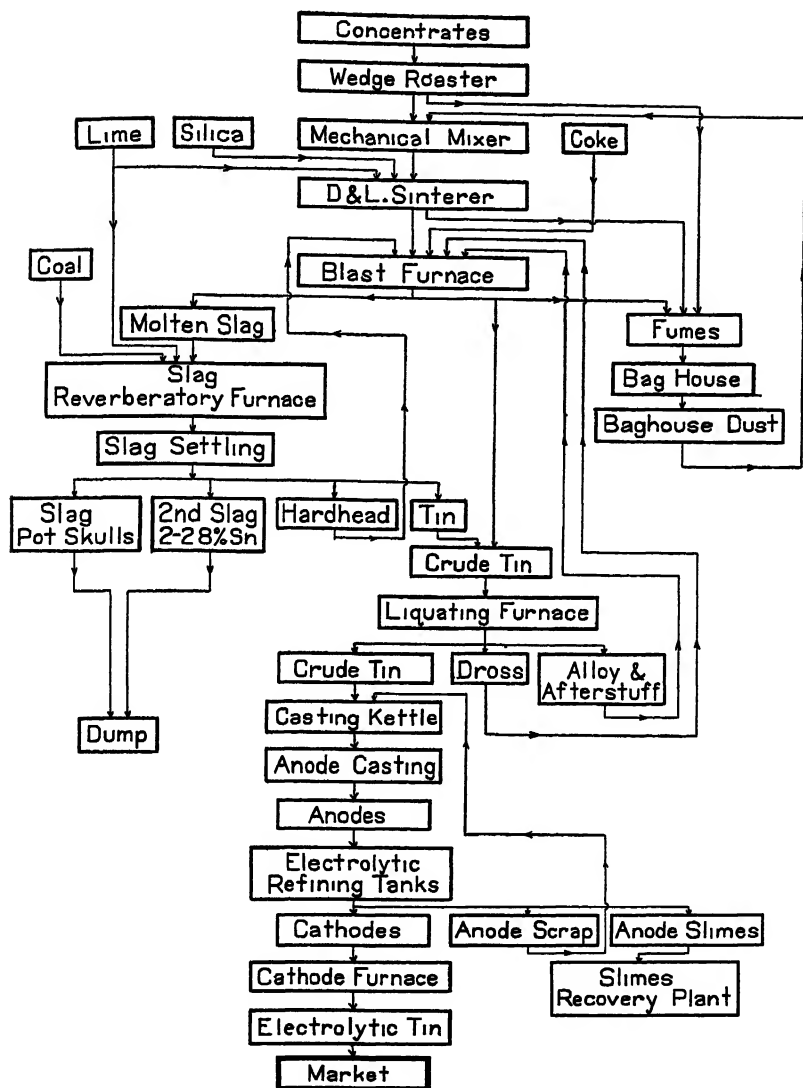 Concentrates
Wedge Roaster
Lime
Silica
Mechanical Mixer
Coke
D&L. Sinterer
Coal
Blast Furnace
Molten Slag
Fumes
Slag
Reverberatory Furnace
Bag House
Baghouse Dust
Slag Settling
Slag
Pot Skulls
2nd Slag
2-28%Sn
Hardhead
Tin
Crude Tin
Liquating Furnace
Crude Tin
Dross
Alloy &
Afterstuff
Casting Kettle
Dump
Anode Casting
Anodes
Electrolytic
Refining Tanks
Cathodes
Anode Scrap
Anode Slimes
Cathode Furnace
Slimes
Recovery Plant
Electrolytic Tin
Market